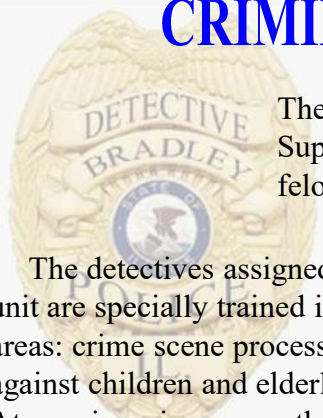 CRIMI
The
Sup
felo
DETECTIVE
BRADLEY
STATE OF
POLICE
IL.
The detectives assigned
unit are specially trained i
areas: crime scene process
against children and elderl